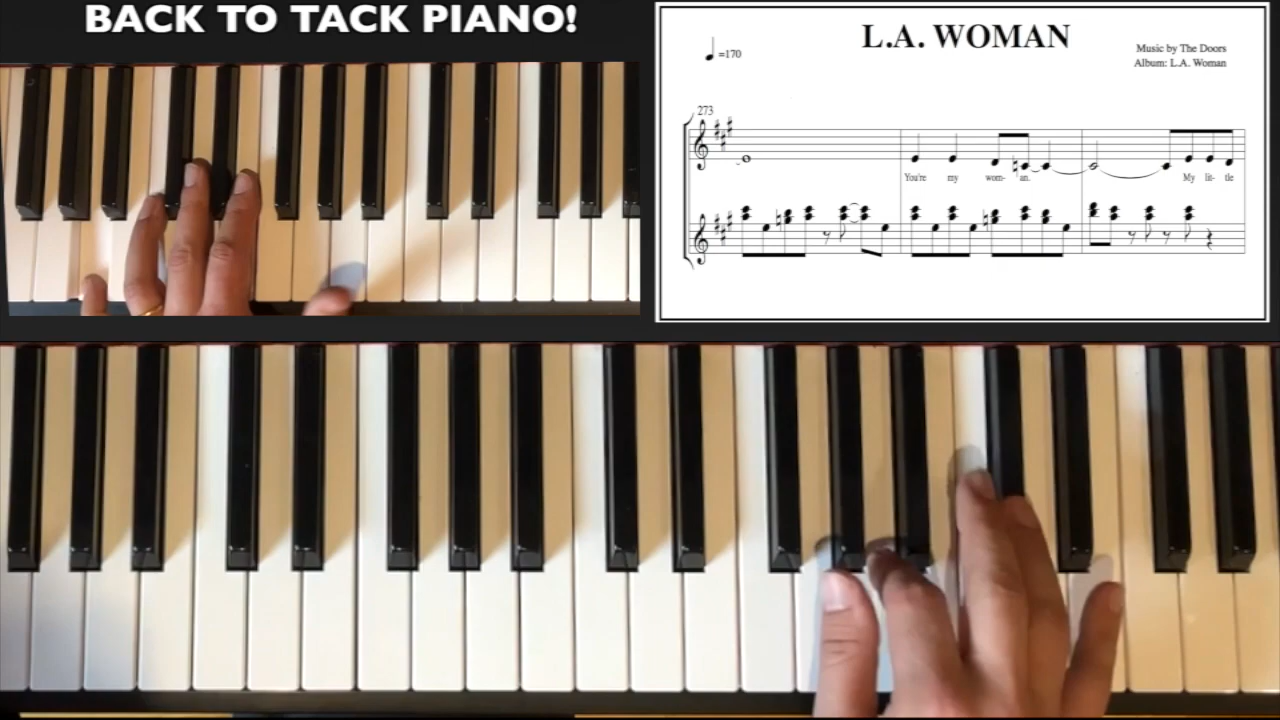 BACK TO TACK PIANO!
L.A. WOMAN
=170
Music by The Doors
Album: L.A. Woman
273
You're my wom- an. My lit- tle